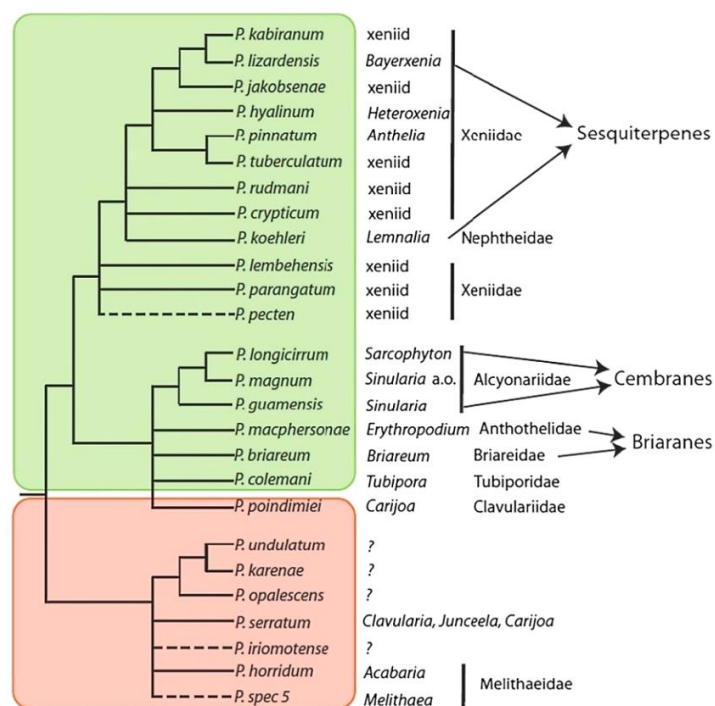 P. kabiranum xeniid
P. lizardensis Bayerxenia
P. jakobsenae xeniid
P. hyalinum Heteroxenia
P. pinnatum Anthelia Xeniidae Sesquiterpenes
P. tuberculatum xeniid
P. rudmani xeniid
P. crypticum xeniid
P. koehleri Lemnalia Nephtheidae
P. lembehensis xeniid
P. parangatum xeniid Xeniidae
P. pecten xeniid
P. longicirrum Sarcophyton
P. magnum Sinularia a.o. Alcyonariidae Cembranes
P. guamensis Sinularia
P. macphersonae Erythropodium Anthothelidae Briaranes
P. briareum Briareum Briareidae
P. colemani Tubipora Tubiporidae
P. poindimiei Carijoa Clavulariidae
P. undulatum ?
P. karenae ?
P. opalescens ?
P. serratum Clavularia, Junceela, Carijoa
P. iriomotense ?
P. horridum Acabaria Melithaeidae
P. spec 5 Melithaea